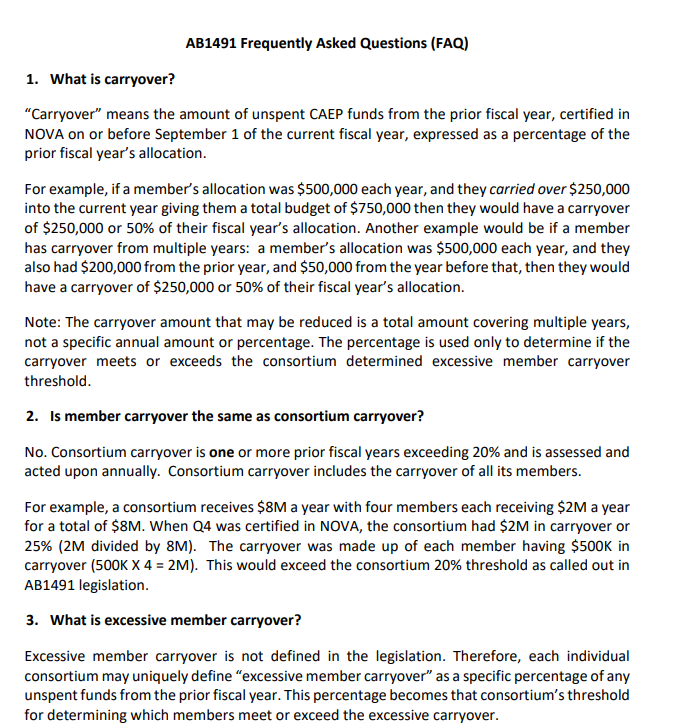 AB1491 Frequently Asked Questions (FAQ)
1. What is carryover?
“Carryover” means the amount of unspent CAEP funds from the prior fiscal year, certified in
NOVA on or before September 1 of the current fiscal year, expressed as a percentage of the
prior fiscal year’s allocation.
For example, if a member’s allocation was $500,000 each year, and they carried over $250,000
into the current year giving them a total budget of $750,000 then they would have a carryover
of $250,000 or 50% of their fiscal year’s allocation. Another example would be if a member
has carryover from multiple years: a member’s allocation was $500,000 each year, and they
also had $200,000 from the prior year, and $50,000 from the year before that, then they would
have a carryover of $250,000 or 50% of their fiscal year’s allocation.
Note: The carryover amount that may be reduced is a total amount covering multiple years,
not a specific annual amount or percentage. The percentage is used only to determine if the
carryover meets or exceeds the consortium determined excessive member carryover
threshold.
2. Is member carryover the same as consortium carryover?
No. Consortium carryover is one or more prior fiscal years exceeding 20% and is assessed and
acted upon annually. Consortium carryover includes the carryover of all its members.
For example, a consortium receives $8M a year with four members each receiving $2M a year
for a total of $8M. When Q4 was certified in NOVA, the consortium had $2M in carryover or
25% (2M divided by 8M). The carryover was made up of each member having $500K in
carryover (500K X 4 = 2M). This would exceed the consortium 20% threshold as called out in
AB1491 legislation.
3. What is excessive member carryover?
Excessive member carryover is not defined in the legislation. Therefore, each individual
consortium may uniquely define “excessive member carryover” as a specific percentage of any
unspent funds from the prior fiscal year. This percentage becomes that consortium’s threshold
for determining which members meet or exceed the excessive carryover.